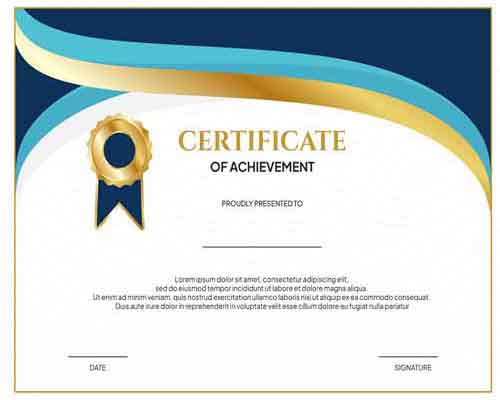 CERTIFICATE
OF ACHIEVEMENT
PROUDLY PRESENTED TO
Lorem ipsum dolor sit amet, consectetur adipiscing elit,
sed do eiusmod tempor incididunt ut labore et dolore magna aliqua.
Ut enim ad minim veniam, quis nostrud exercitation ullamco laboris nisi ut aliquip ex ea commodo consequat.
Duis aute irure dolor in reprehenderit in voluptate velit esse cillum dolore eu fugiat nulla pariatur
DATE
SIGNATURE